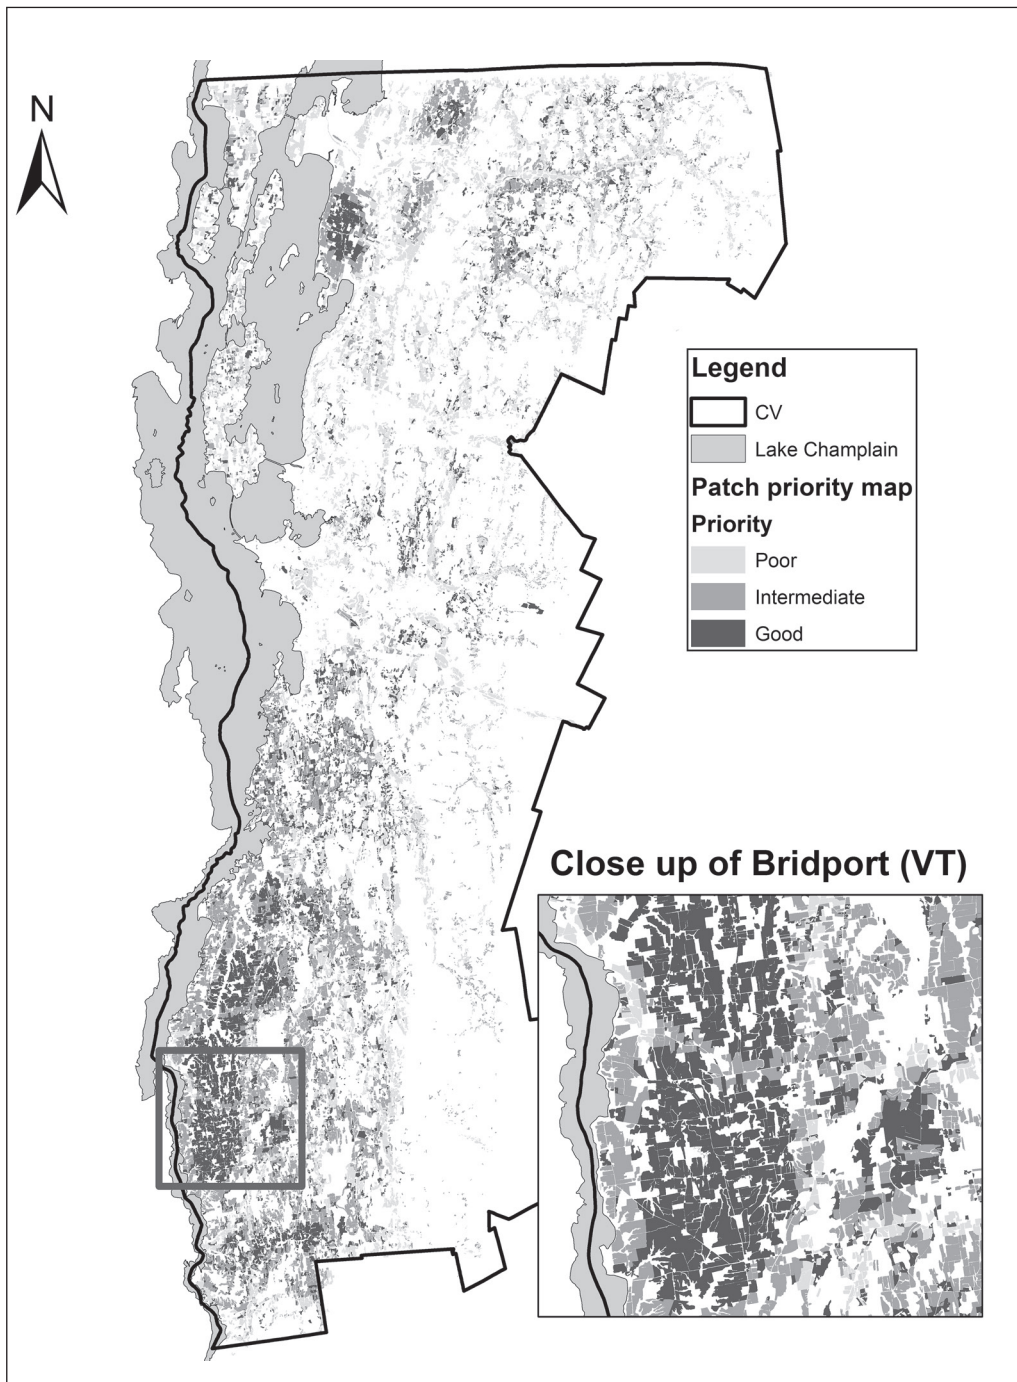 N
Legend
CV
Lake Champlain
Patch priority map
Priority
Poor
Intermediate
Good
Close up of Bridport (VT)